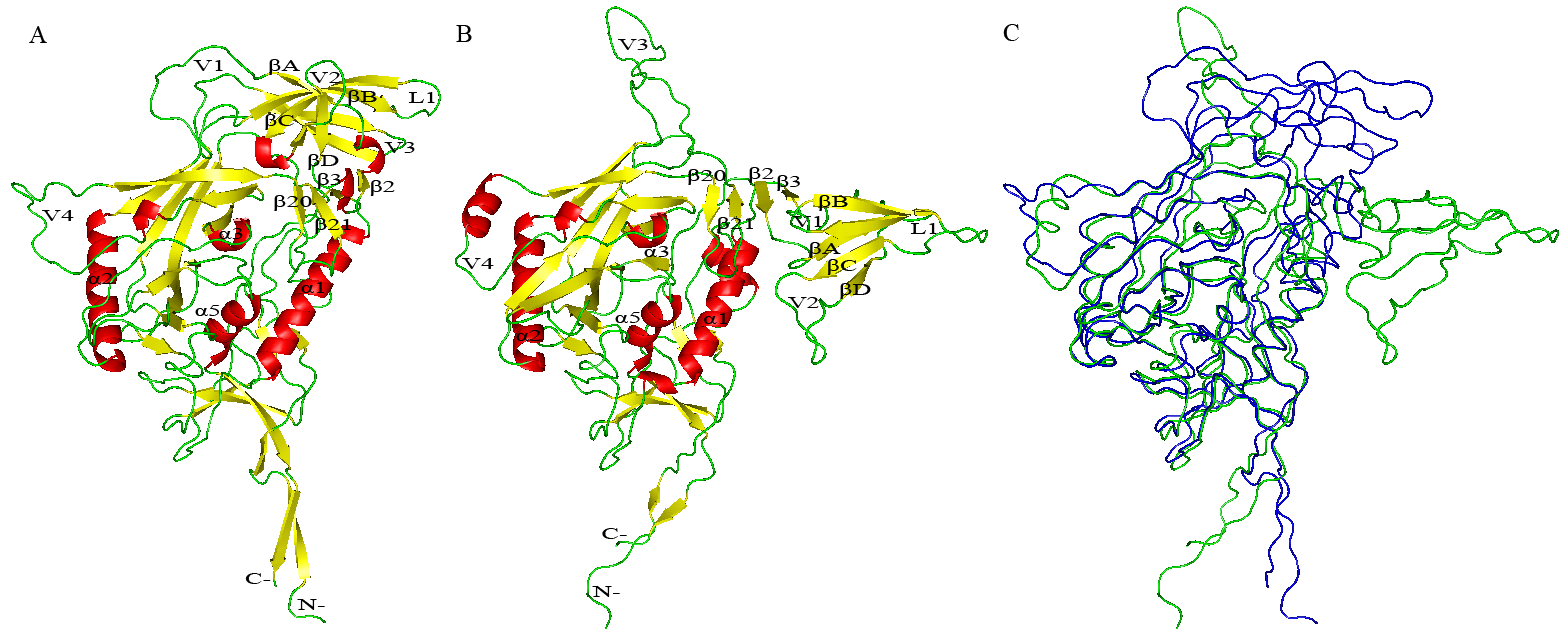 A
V1
βA
V2
βB
L1
βC
V3
βD
β3
β2
β20
V4
β21
α3
α2
α1
α5
C-
N-
B
V3
β20
β2
β3
βB
V1
L1
β21
βA
α3
V4
βC
βD
V2
α5
α1
α2
C-
N-
C